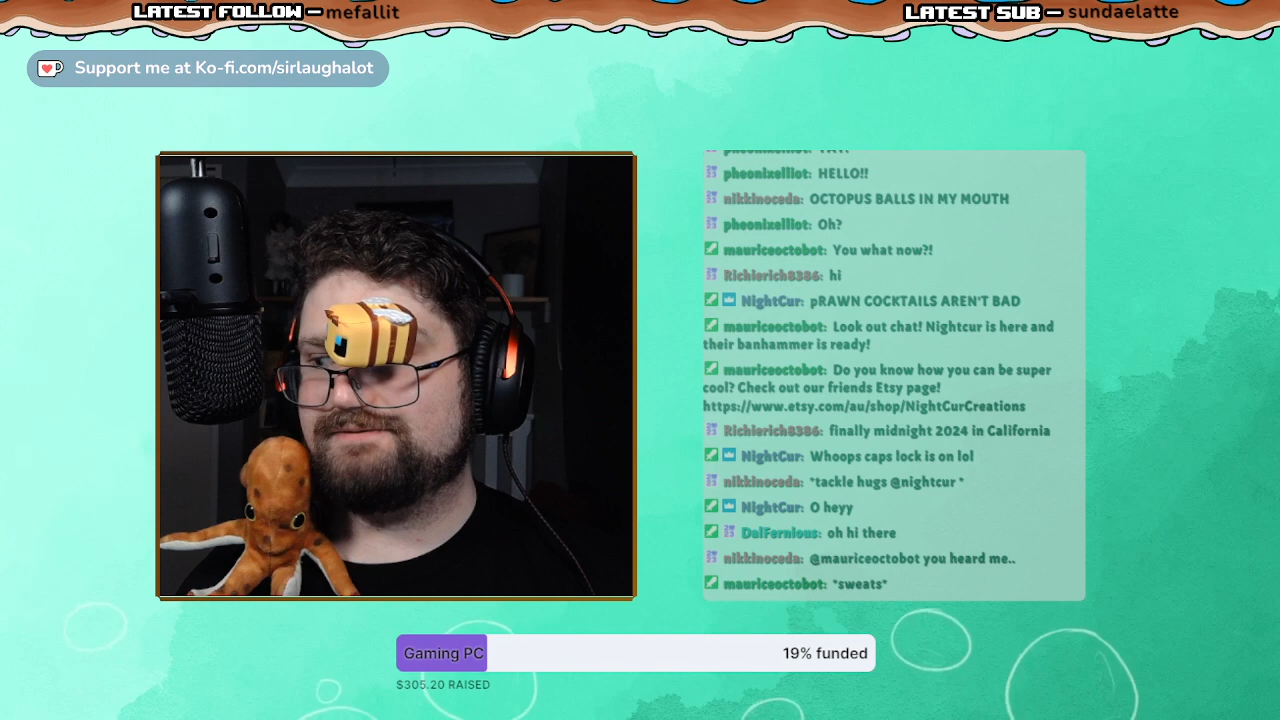 LATEST FOLLOW – mefallit
LATEST SUB – sundaelatte
Support me at Ko-fi.com/sirlaughalot
pheonixelliot: HELLO!!
nikkinoceda: OCTOPUS BALLS IN MY MOUTH
pheonixelliot: Oh?
mauriceoctobot: You what now?!
Richierich8386: hi
NightCur: pRAWN COCKTAILS AREN'T BAD
mauriceoctobot: Look out chat! Nightcur is here and
their banhammer is ready!
mauriceoctobot: Do you know how you can be super
cool? Check out our friends Etsy page!
https://www.etsy.com/au/shop/NightCurCreations
Richierich8386: finally midnight 2024 in California
NightCur: Whoops caps lock is on lol
nikkinoceda: *tackle hugs @nightcur *
NightCur: O heyy
DalFernious: oh hi there
nikkinoceda: @mauriceoctobot you heard me..
mauriceoctobot: *sweats*
Gaming PC 19% funded
$305.20 RAISED